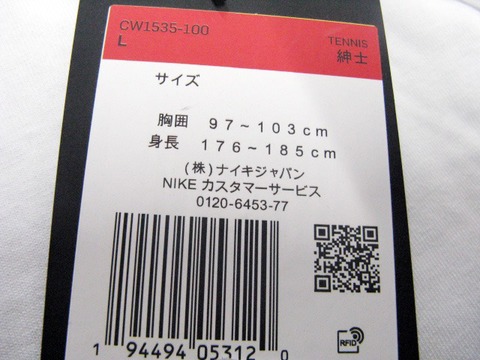 CW1535-100
L
TENNIS
紳士
サイズ
胸囲 97~103cm
身長 176~185cm
(株)ナイキジャパン
NIKE カスタマーサービス
0120-6453-77
1 94494 05312 0
RFID